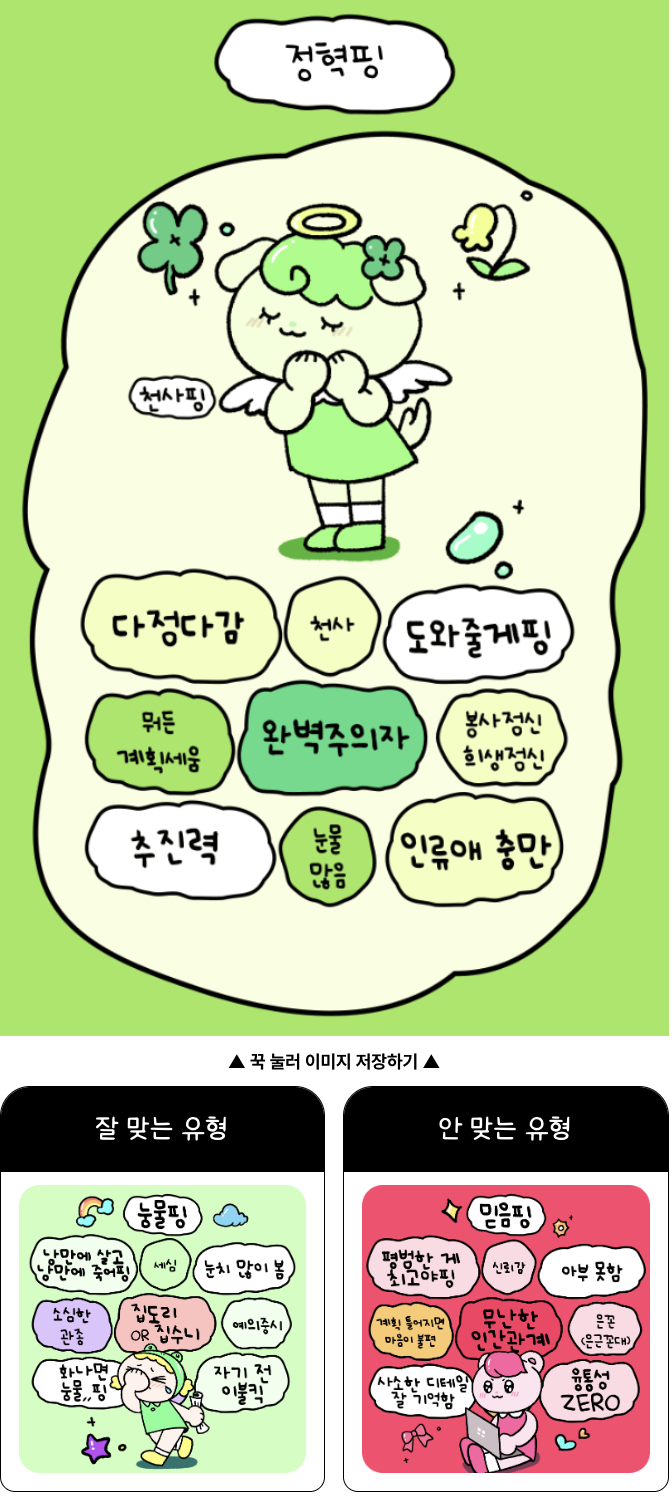 정혁핑
천사핑
다정다감
천사
도와줄게핑
뭐든
계획세움
완벽주의자
봉사정신
희생정신
추진력
눈물
많음
인류애 충만
▲ 꾹 눌러 이미지 저장하기 ▲
잘 맞는 유형
눙물핑
낭만에 살고
낭만에 죽어핑
세심
눈치 많이 봄
소심한
관종
집돌이
OR 집수니
예의중시
화나면
눙물,,핑
자기 전
이불킥
안 맞는 유형
믿음핑
평범한 게
최고야핑
신뢰감
아부 못함
계획 틀어지면
마음이 불편
무난한
인간관계
은꼰
(은근꼰대)
사소한 디테일
잘 기억함
융통성
ZERO